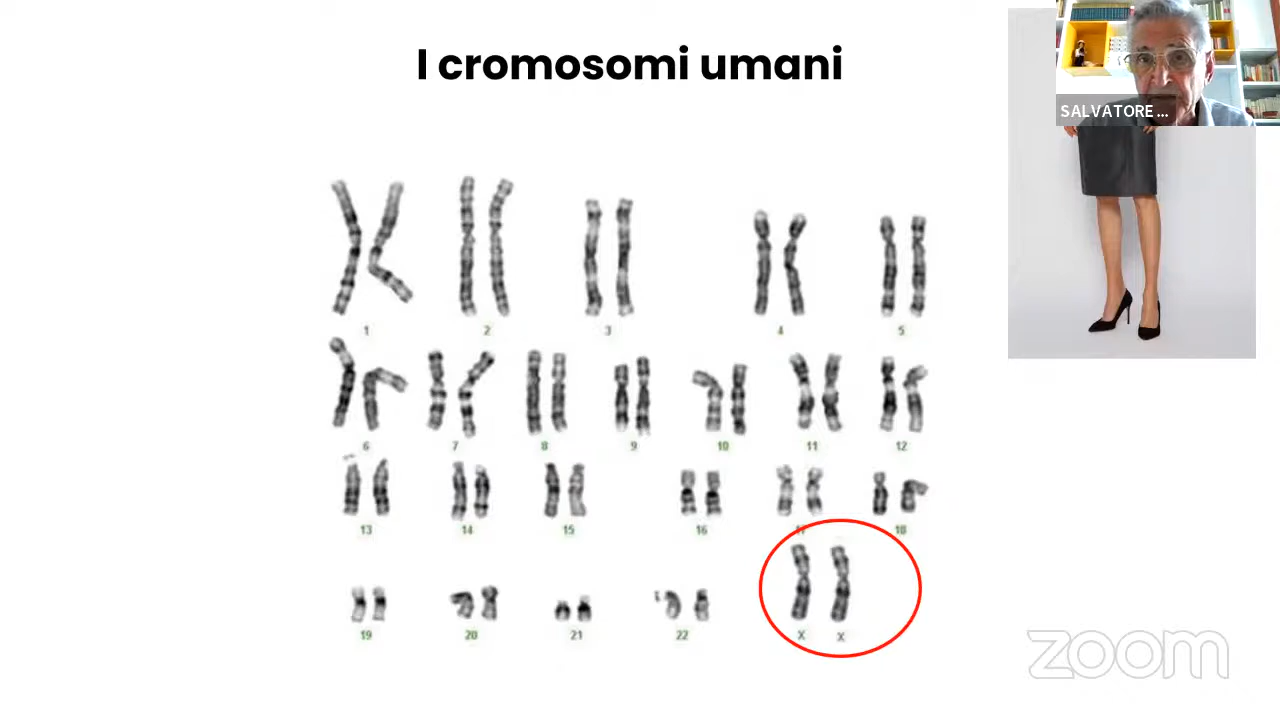 I cromosomi umani
SALVATORE ...
1 2 3 4 5
6 7 8 9 10 11 12
13 14 15 16 17 18
19 20 21 22 X X
zoom